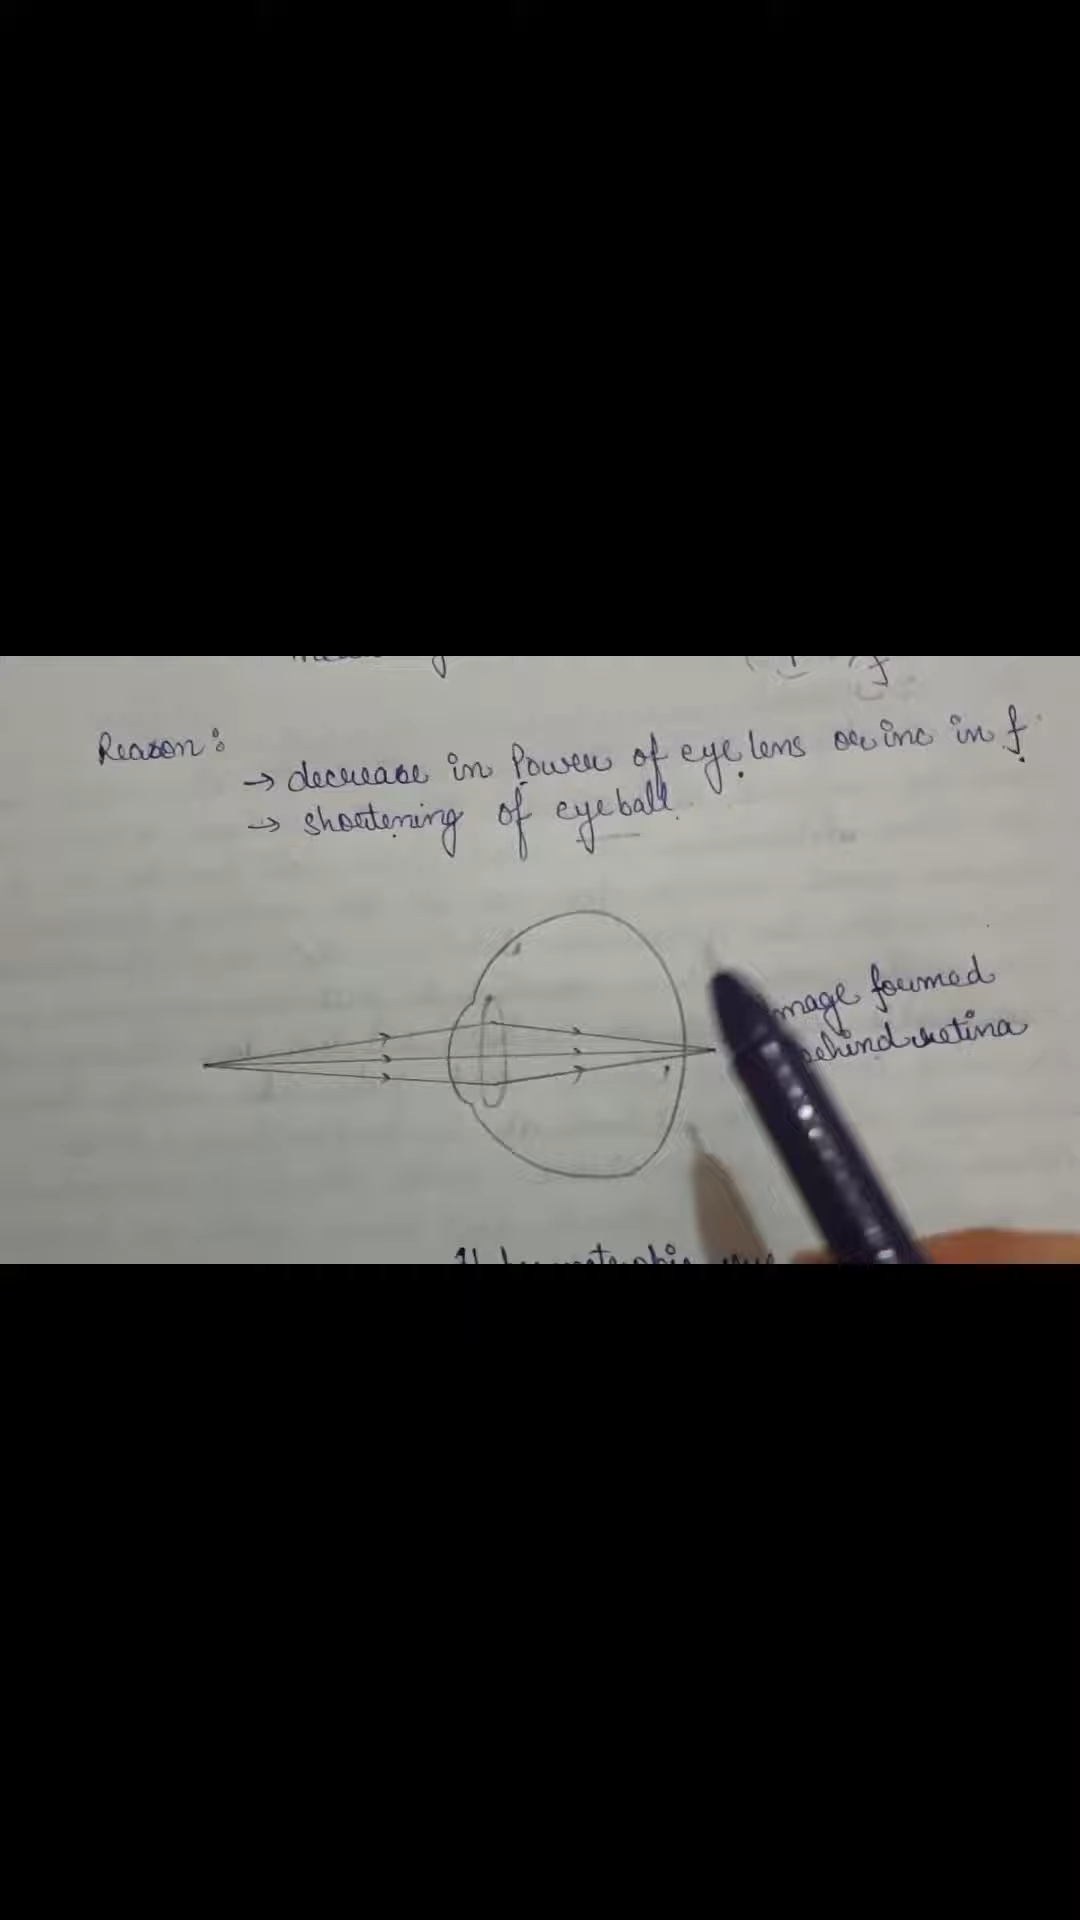 Reason :
→ decrease in Power of eye lens or inc in f
→ shortening of eyeball.
image formed
behind retina